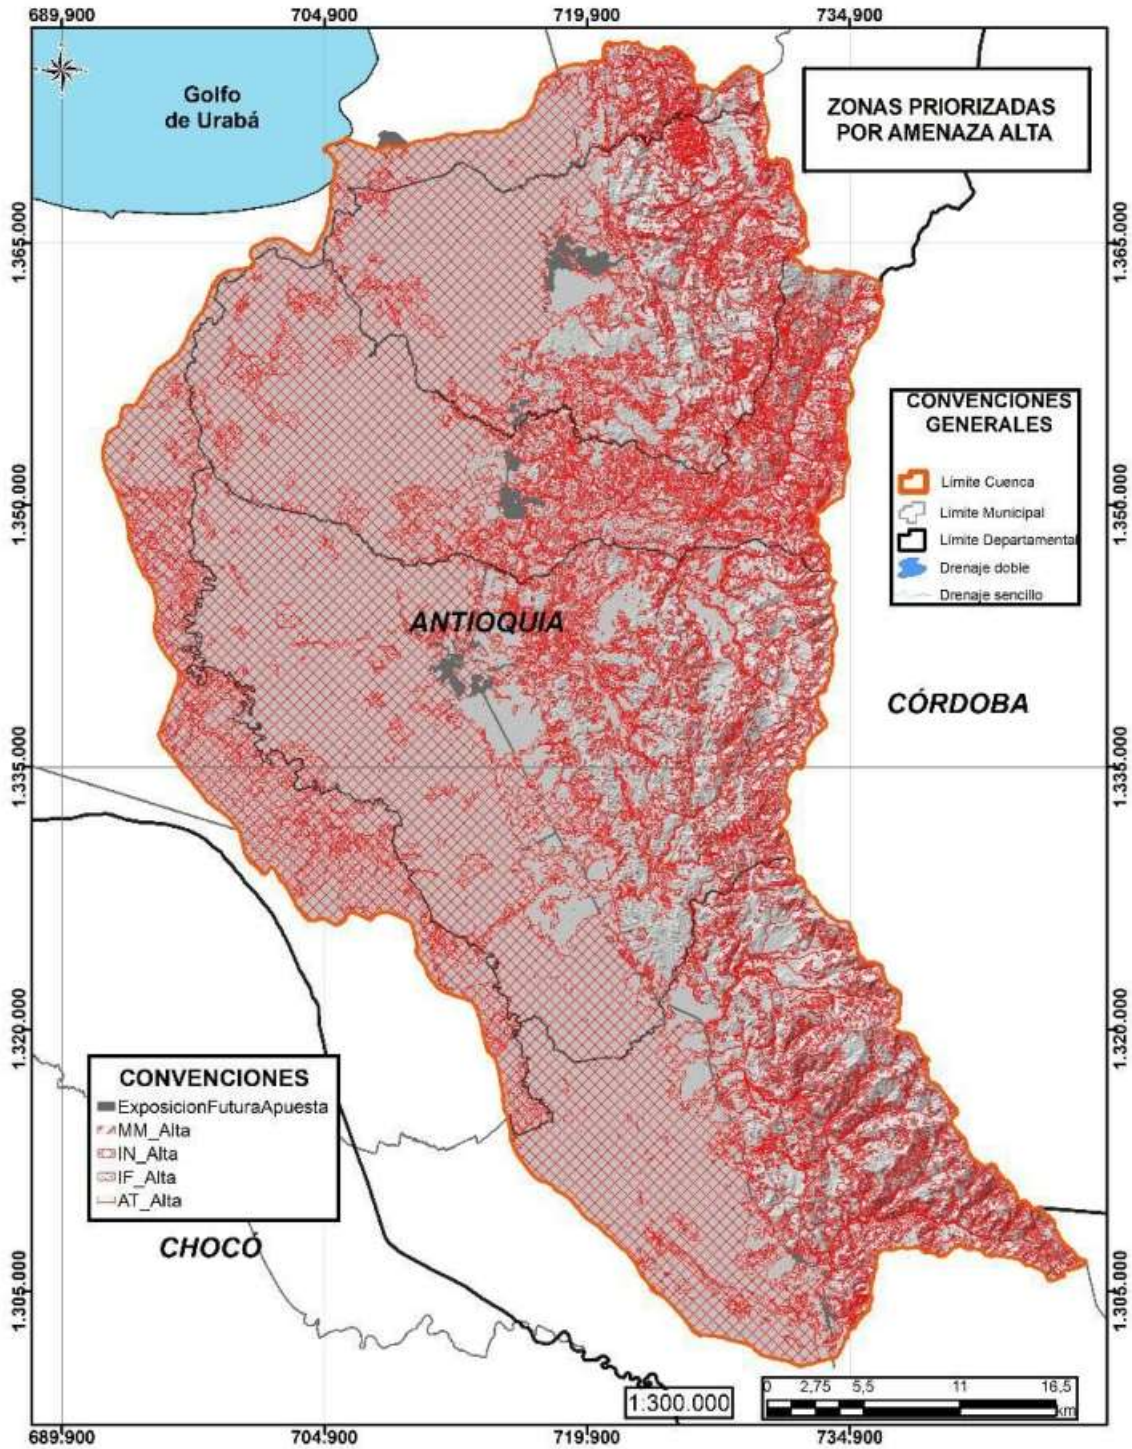 689,900 704,900 719,900 734,900
Golfo
de Urabá
ZONAS PRIORIZADAS
POR AMENAZA ALTA
1.365.000 1.365.000
CONVENCIONES
GENERALES
Límite Cuenca
Límite Municipal
Límite Departamental
Drenaje doble
Drenaje sencillo
1.350.000 1.350.000
ANTIOQUIA
CÓRDOBA
1.335.000 1.335.000
1.320.000 1.320.000
CONVENCIONES
ExposicionFuturaApuesta
MM_Alta
IN_Alta
IF_Alta
AT_Alta
CHOCÓ
1.305.000 1.305.000
1:300.000
0 2,75 5,5 11 16,5
km
689,900 704,900 719,900 734,900